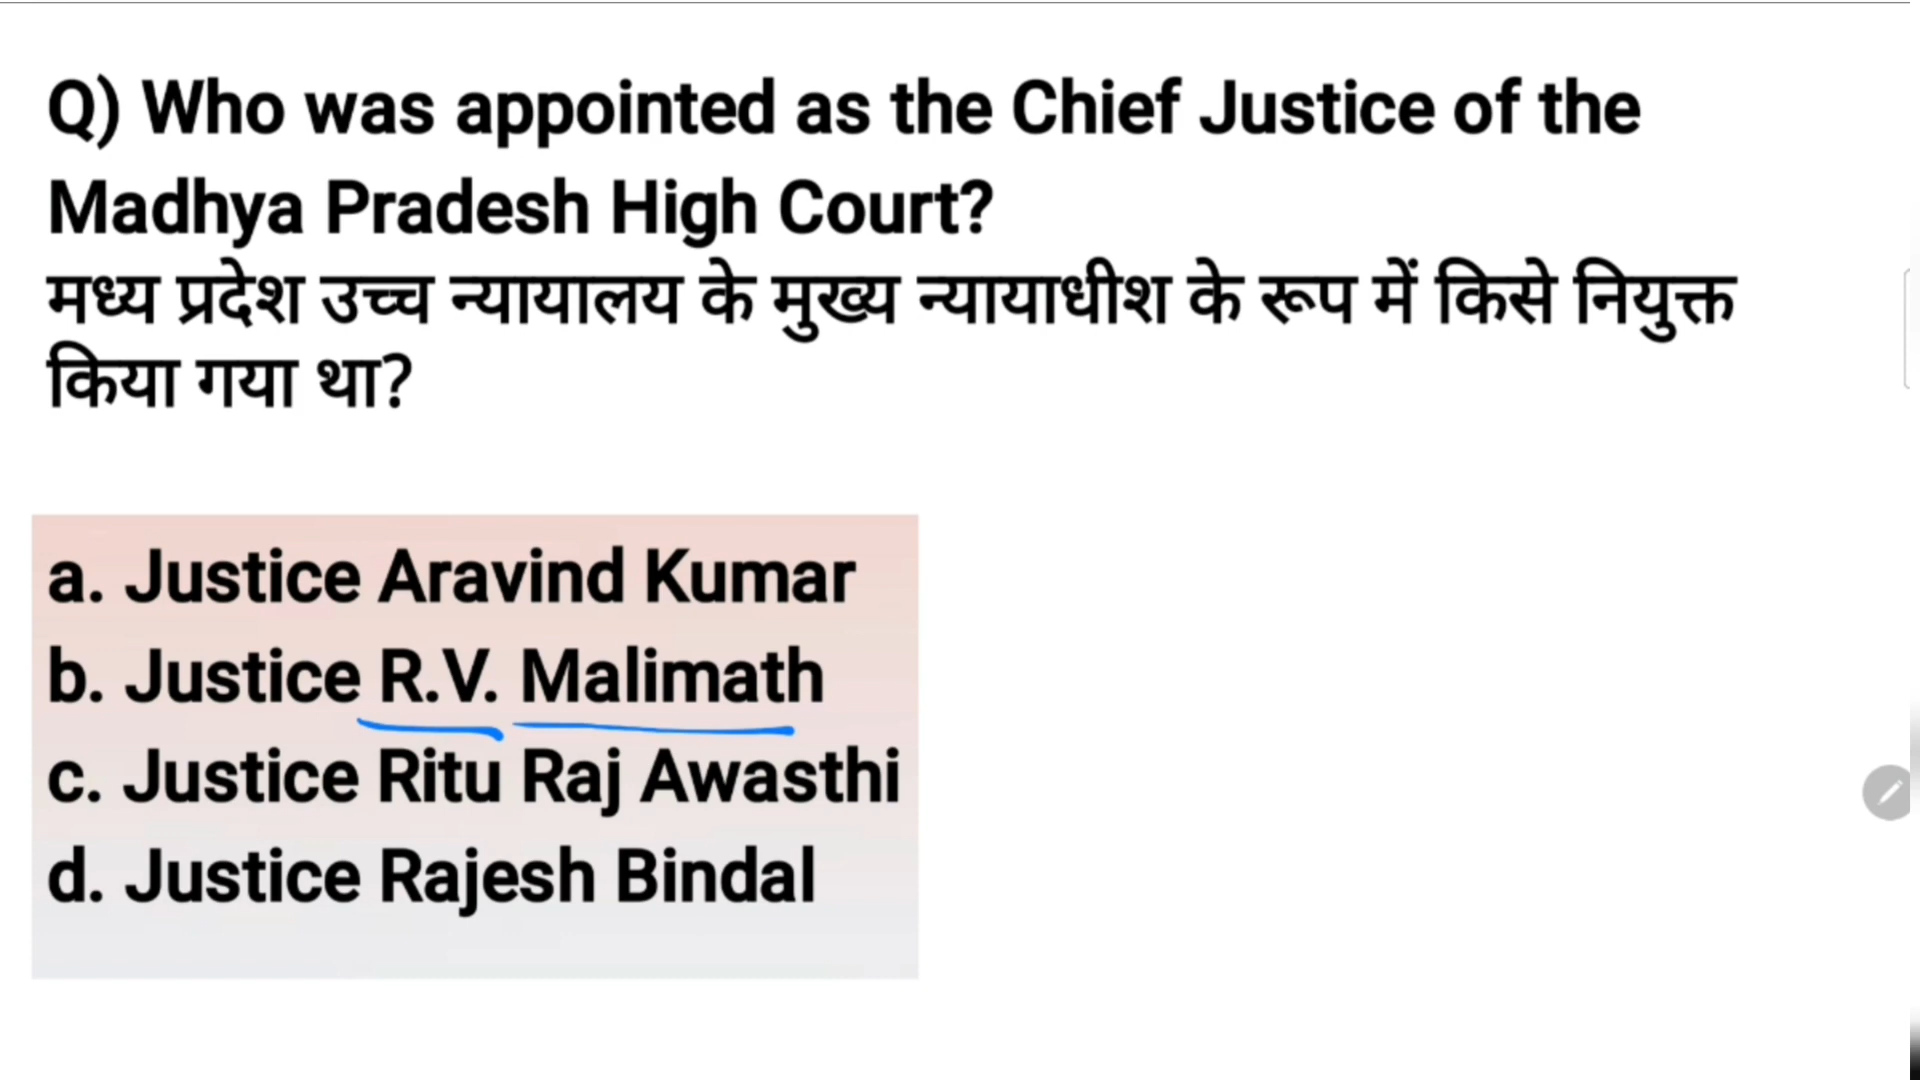 Q) Who was appointed as the Chief Justice of the
Madhya Pradesh High Court?
मध्य प्रदेश उच्च न्यायालय के मुख्य न्यायाधीश के रूप में किसे नियुक्त
किया गया था?
a. Justice Aravind Kumar
b. Justice R.V. Malimath
c. Justice Ritu Raj Awasthi
d. Justice Rajesh Bindal